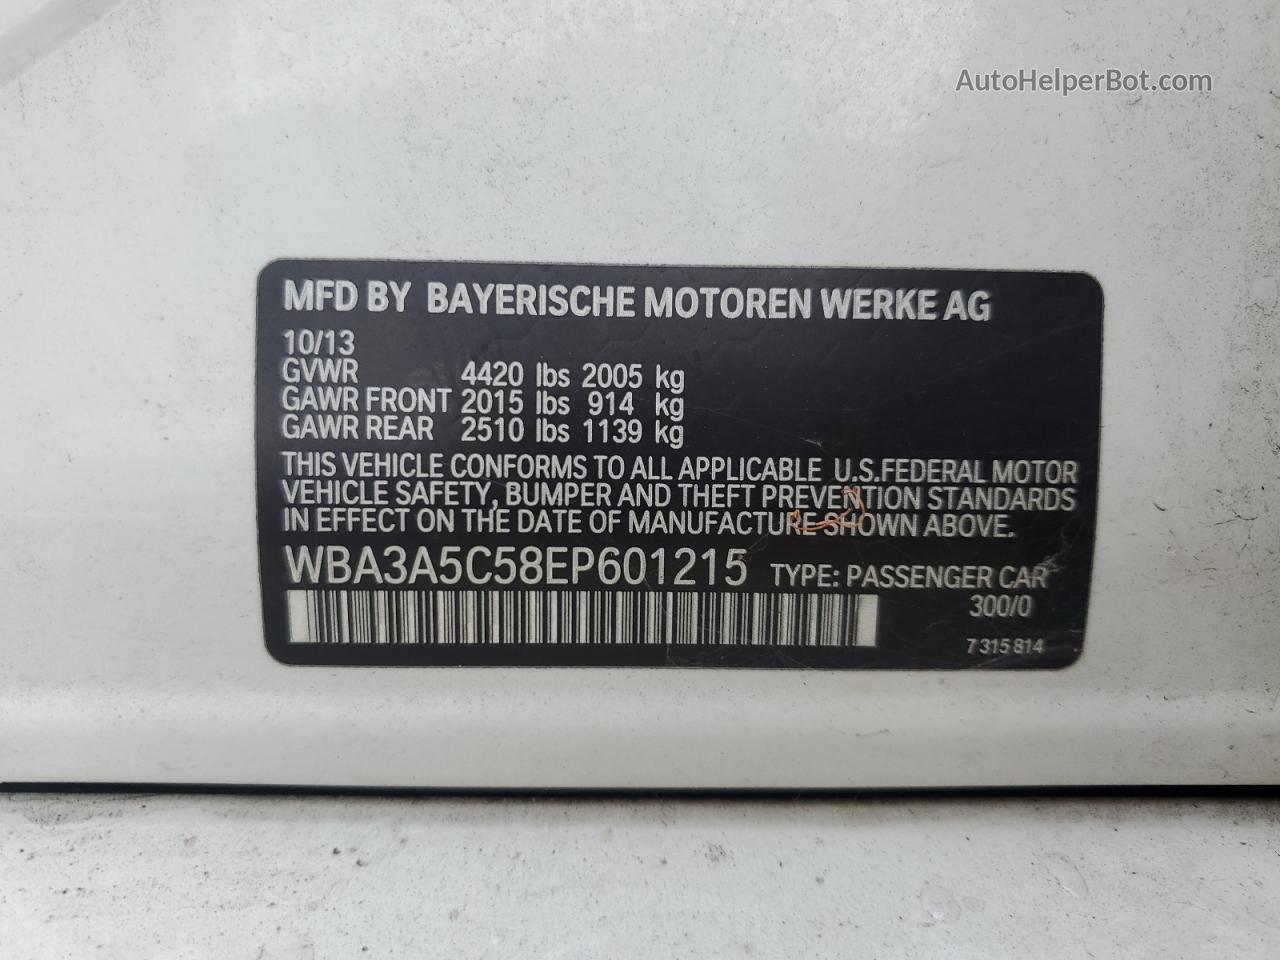 AutoHelperBot.com
MFD BY BAYERISCHE MOTOREN WERKE AG
10/13
GVWR 4420 lbs 2005 kg
GAWR FRONT 2015 lbs 914 kg
GAWR REAR 2510 lbs 1139 kg
THIS VEHICLE CONFORMS TO ALL APPLICABLE U.S.FEDERAL MOTOR
VEHICLE SAFETY, BUMPER AND THEFT PREVENTION STANDARDS
IN EFFECT ON THE DATE OF MANUFACTURE SHOWN ABOVE.
WBA3A5C58EP601215 TYPE: PASSENGER CAR
300/0
7 315 814